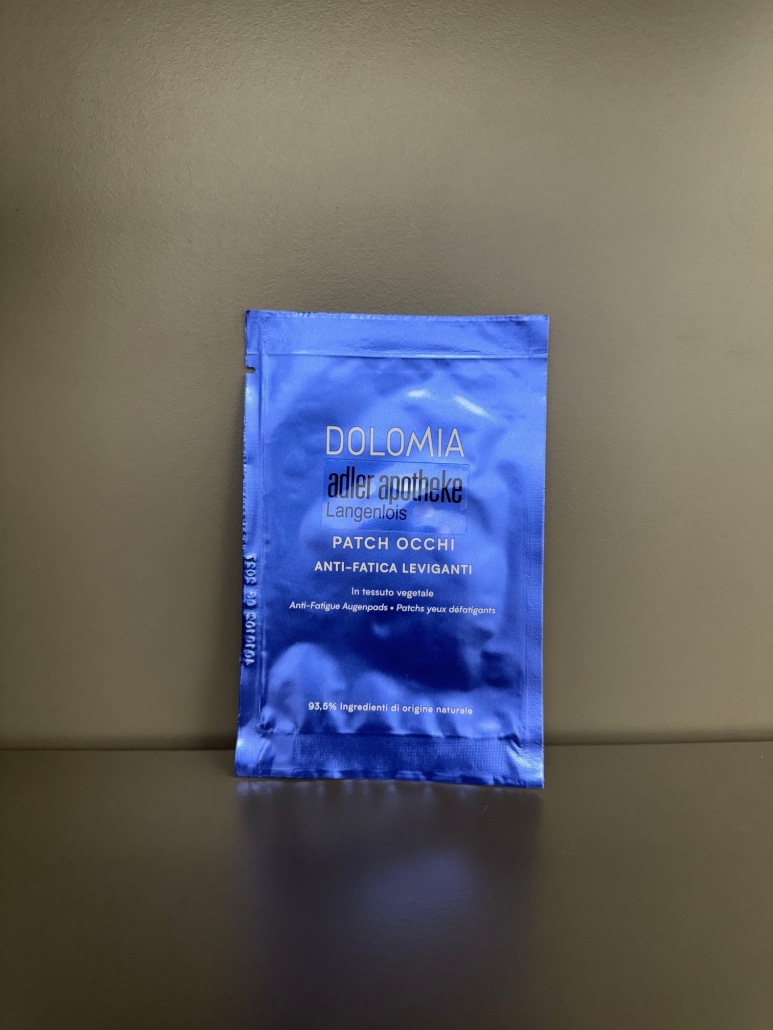 DOLOMIA
adler apotheke
Langenlois
PATCH OCCHI
ANTI-FATICA LEVIGANTI
In tessuto vegetale
Anti-Fatigue Augenpads • Patchs yeux défatigants
93,5% Ingredienti di origine naturale